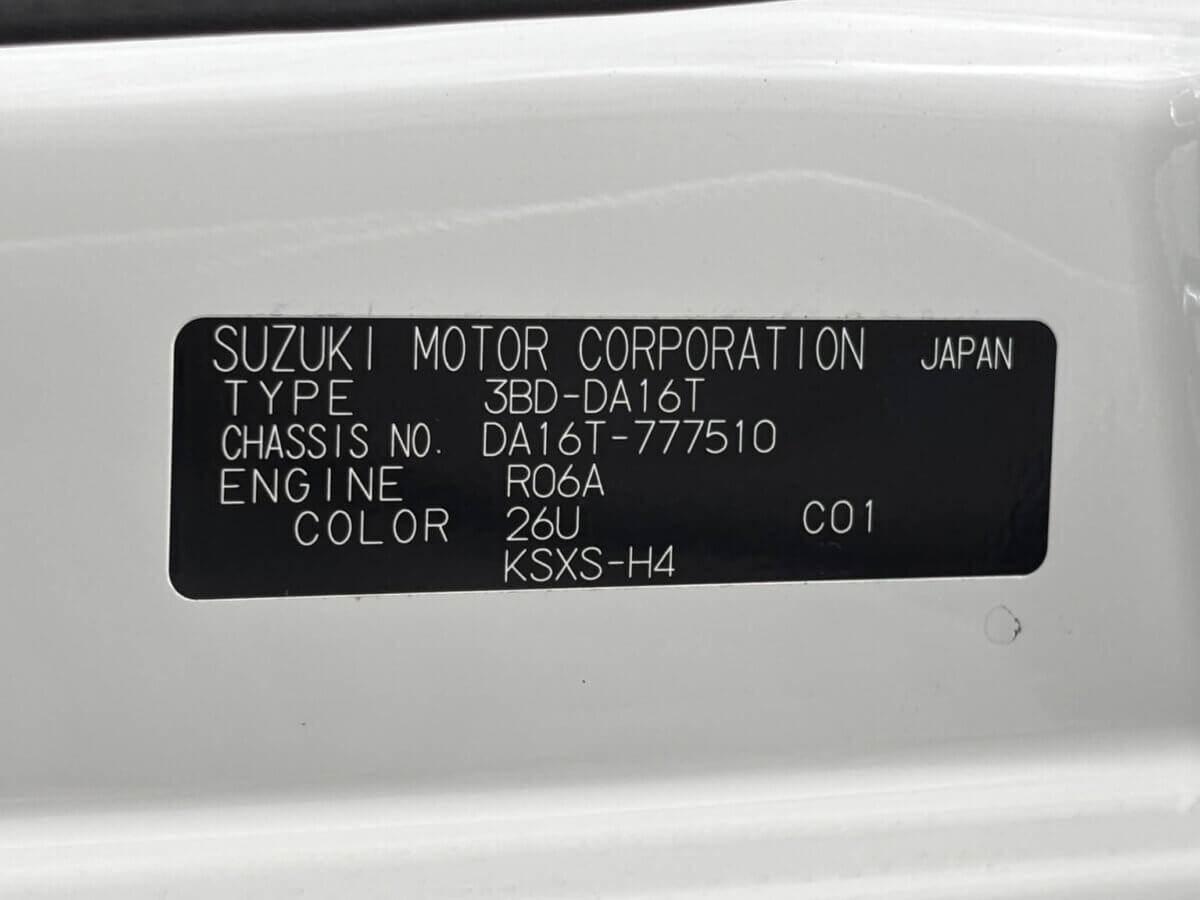 SUZUKI MOTOR CORPORATION JAPAN
TYPE 3BD-DA16T
CHASSIS NO. DA16T-777510
ENGINE R06A
COLOR 26U C01
KSXS-H4